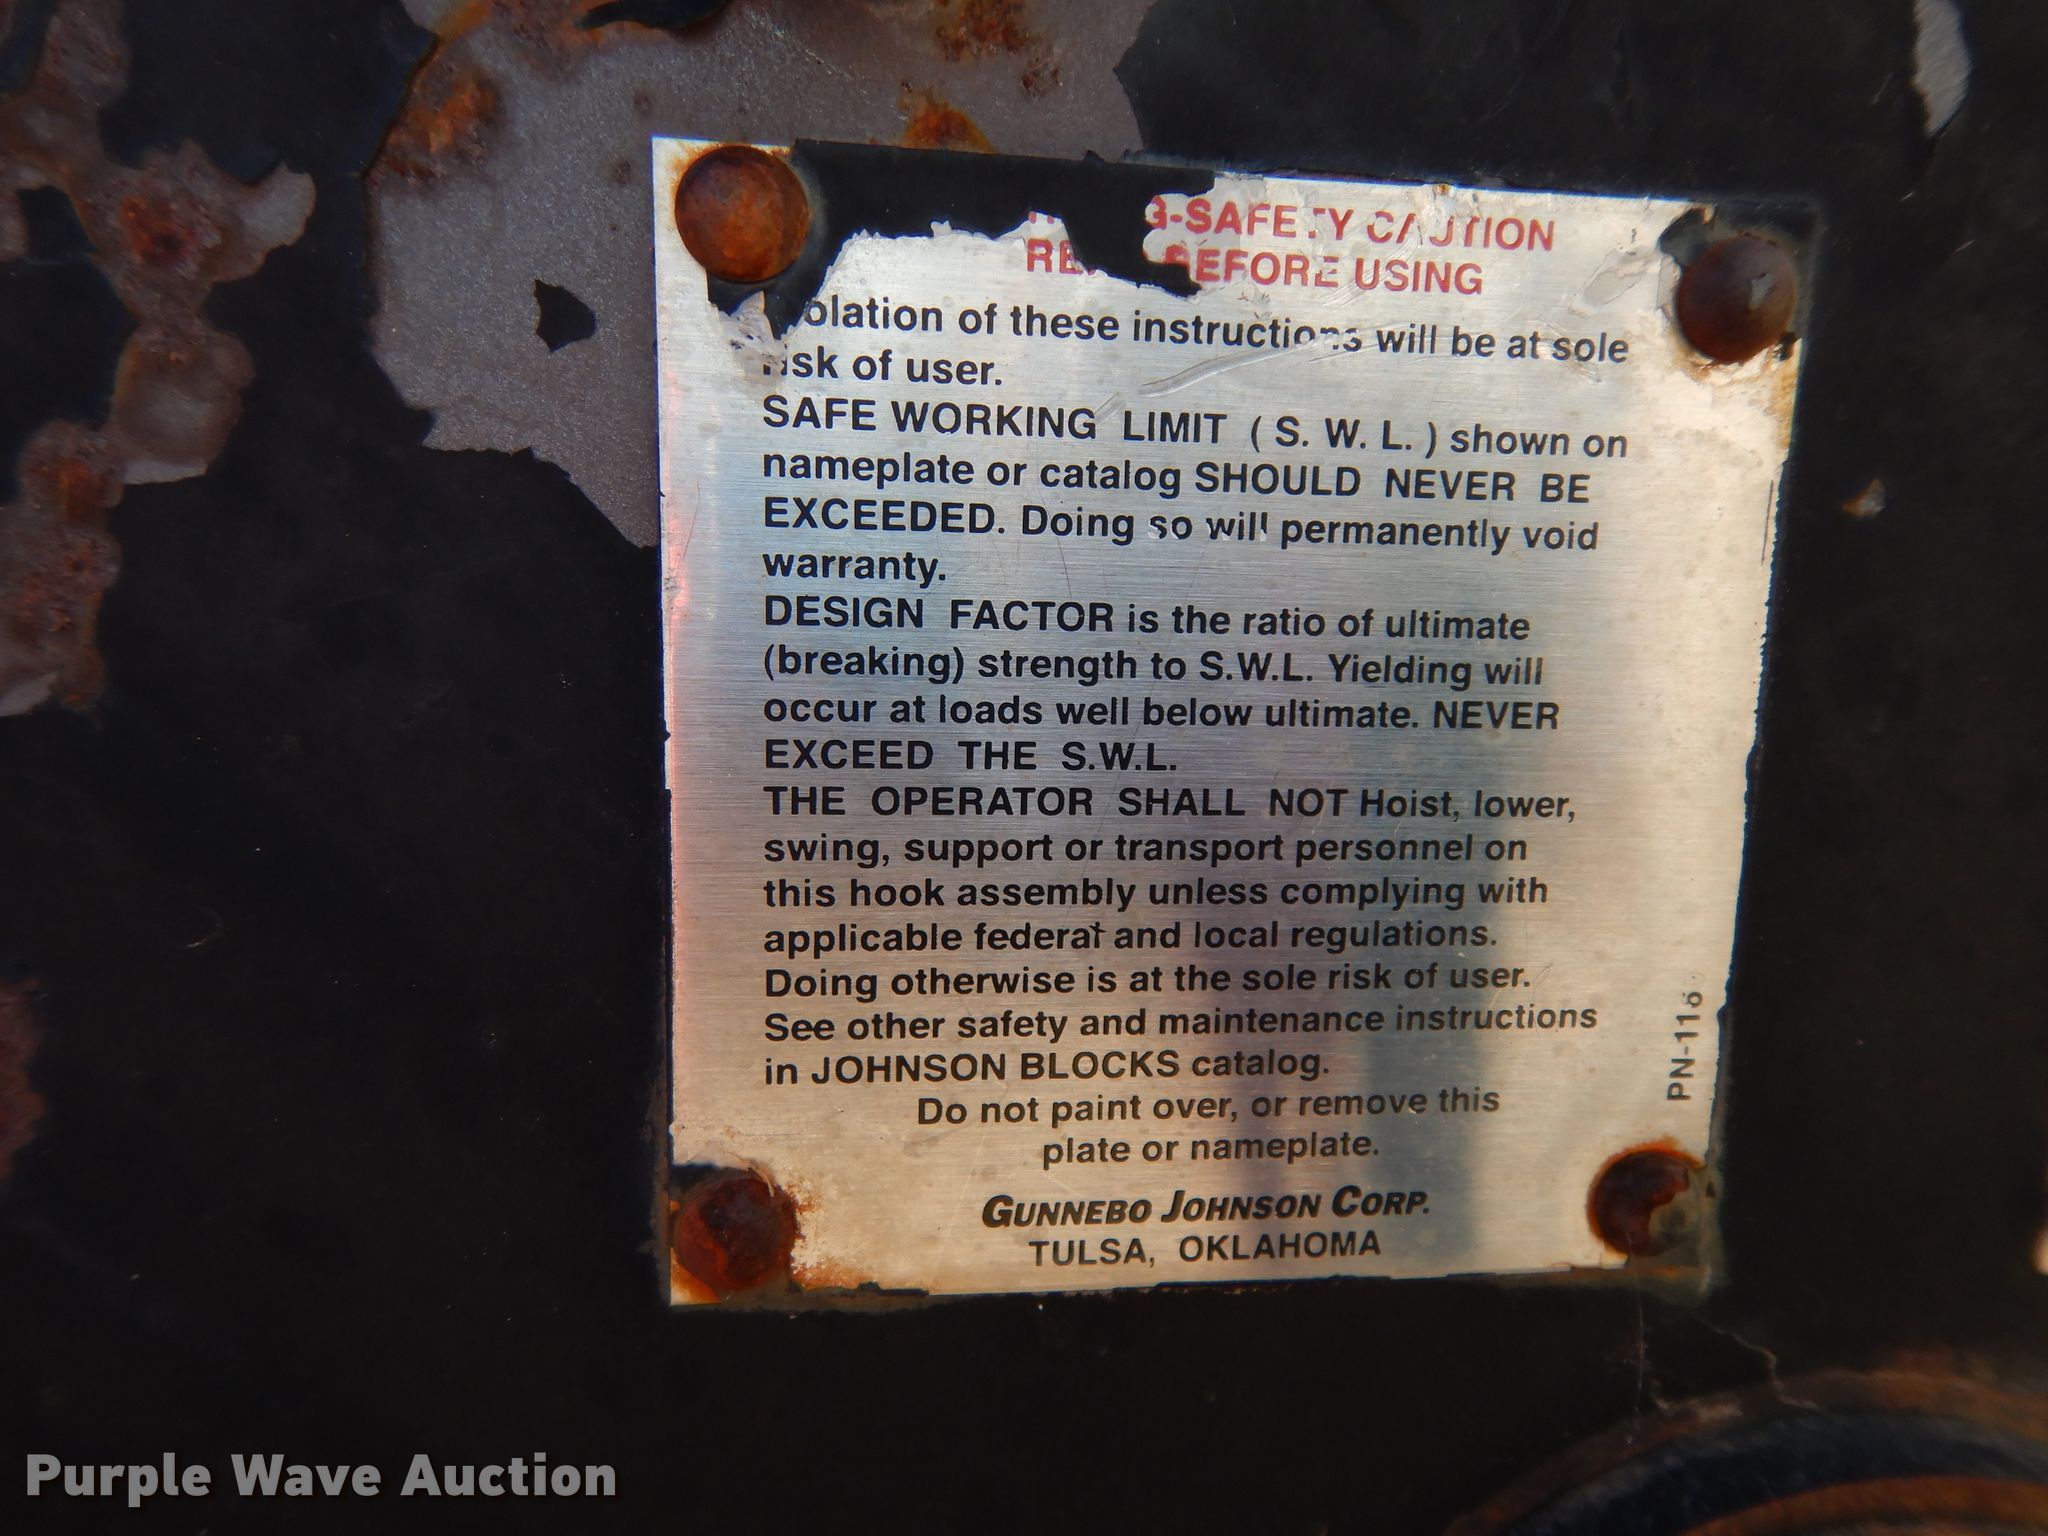 G-SAFETY CAUTION
BEFORE USING
olation of these instructions will be at sole
risk of user.
SAFE WORKING LIMIT ( S. W. L. ) shown on
nameplate or catalog SHOULD NEVER BE
EXCEEDED. Doing so will permanently void
warranty.
DESIGN FACTOR is the ratio of ultimate
(breaking) strength to S.W.L. Yielding will
occur at loads well below ultimate. NEVER
EXCEED THE S.W.L.
THE OPERATOR SHALL NOT Hoist, lower,
swing, support or transport personnel on
this hook assembly unless complying with
applicable federal and local regulations.
Doing otherwise is at the sole risk of user.
See other safety and maintenance instructions
in JOHNSON BLOCKS catalog.
Do not paint over, or remove this
plate or nameplate.
GUNNEBO JOHNSON CORP.
TULSA, OKLAHOMA
PN-116
Purple Wave Auction